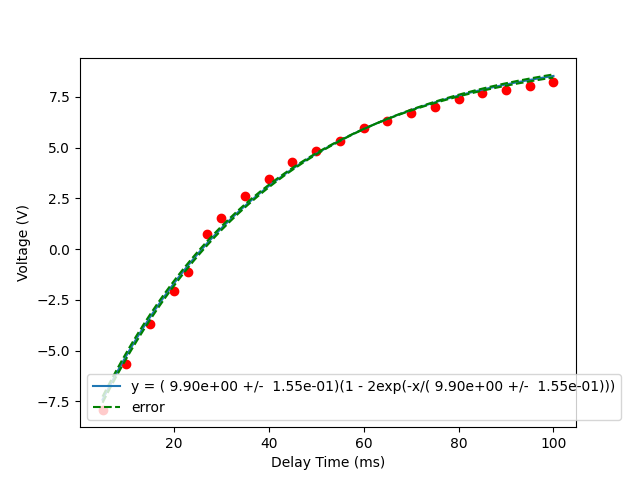 7.5
5.0
2.5
0.0
−2.5
−5.0
−7.5
Voltage (V)
y = ( 9.90e+00 +/-  1.55e-01)(1 - 2exp(-x/( 9.90e+00 +/-  1.55e-01)))
error
20 40 60 80 100
Delay Time (ms)